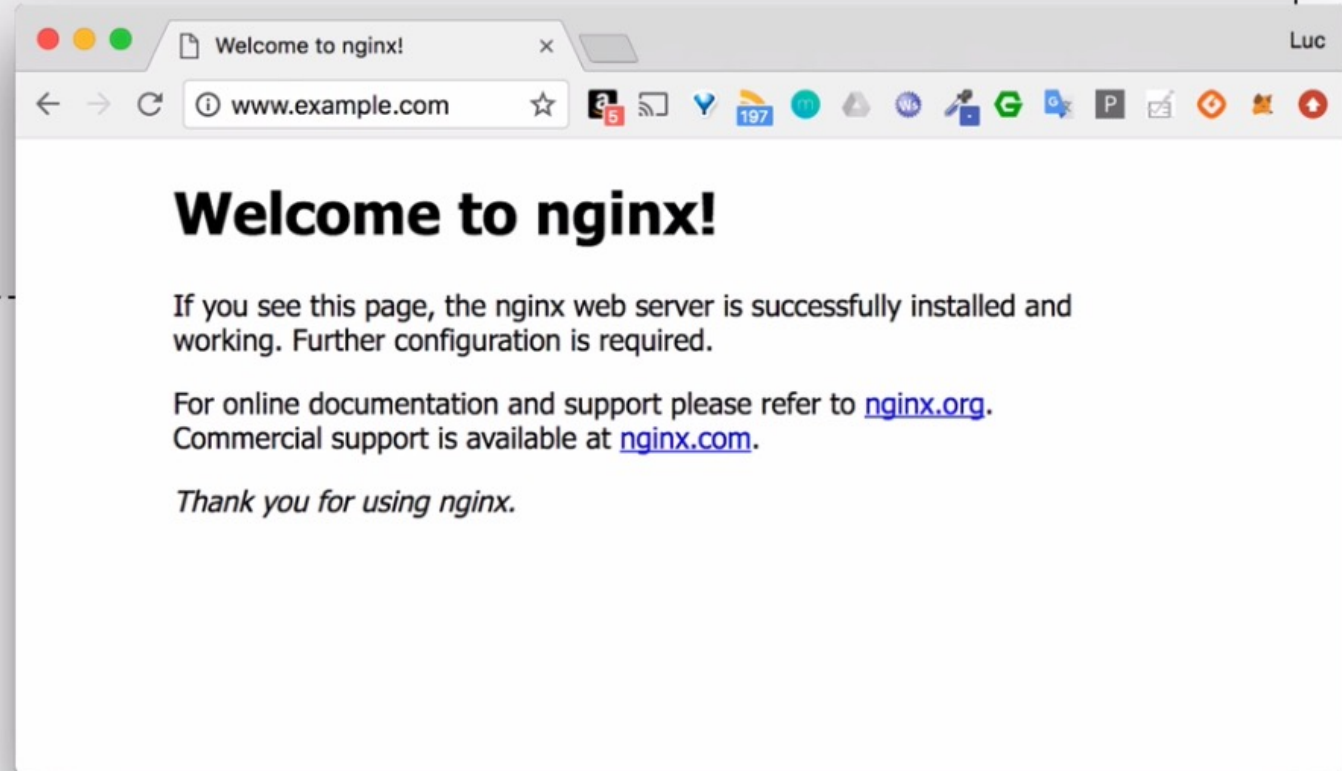 Welcome to nginx!
Luc
www.example.com
5
197
Ws
G
G
P
Welcome to nginx!
If you see this page, the nginx web server is successfully installed and
working. Further configuration is required.
For online documentation and support please refer to nginx.org.
Commercial support is available at nginx.com.
Thank you for using nginx.